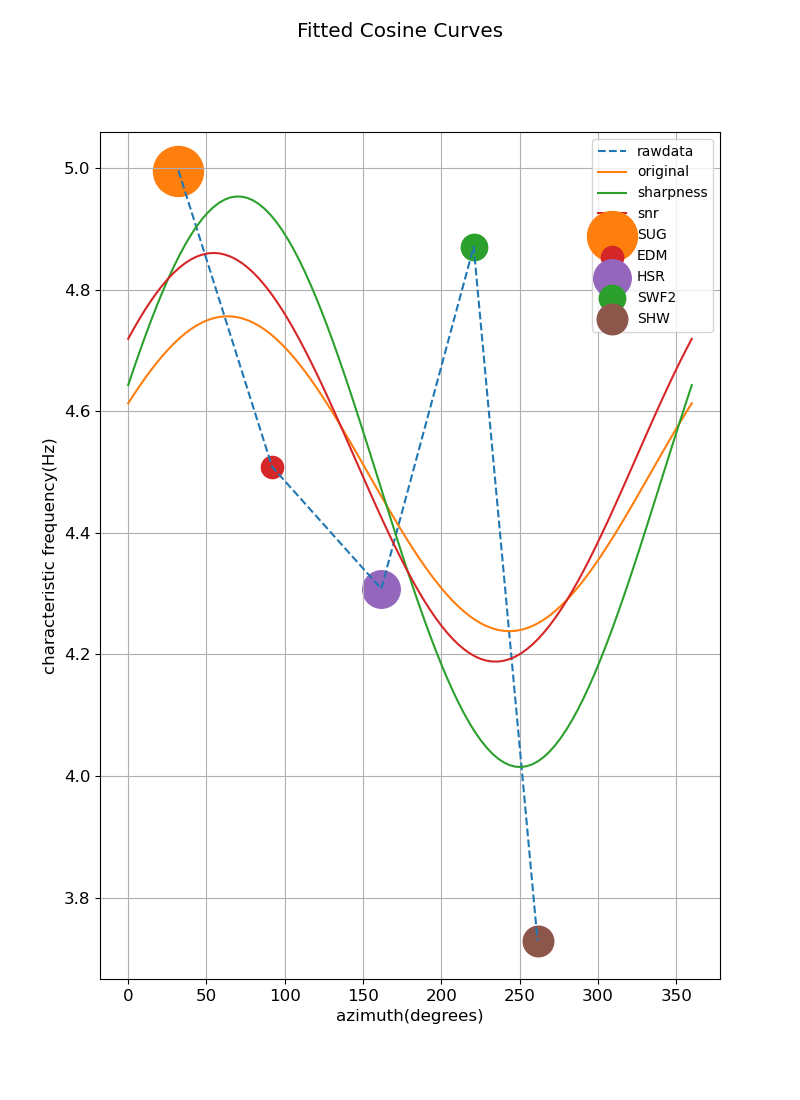 Fitted Cosine Curves
5.0
4.8
4.6
4.4
4.2
4.0
3.8
characteristic frequency(Hz)
rawdata
original
sharpness
snr
SUG
EDM
HSR
SWF2
SHW
0 50 100 150 200 250 300 350
azimuth(degrees)